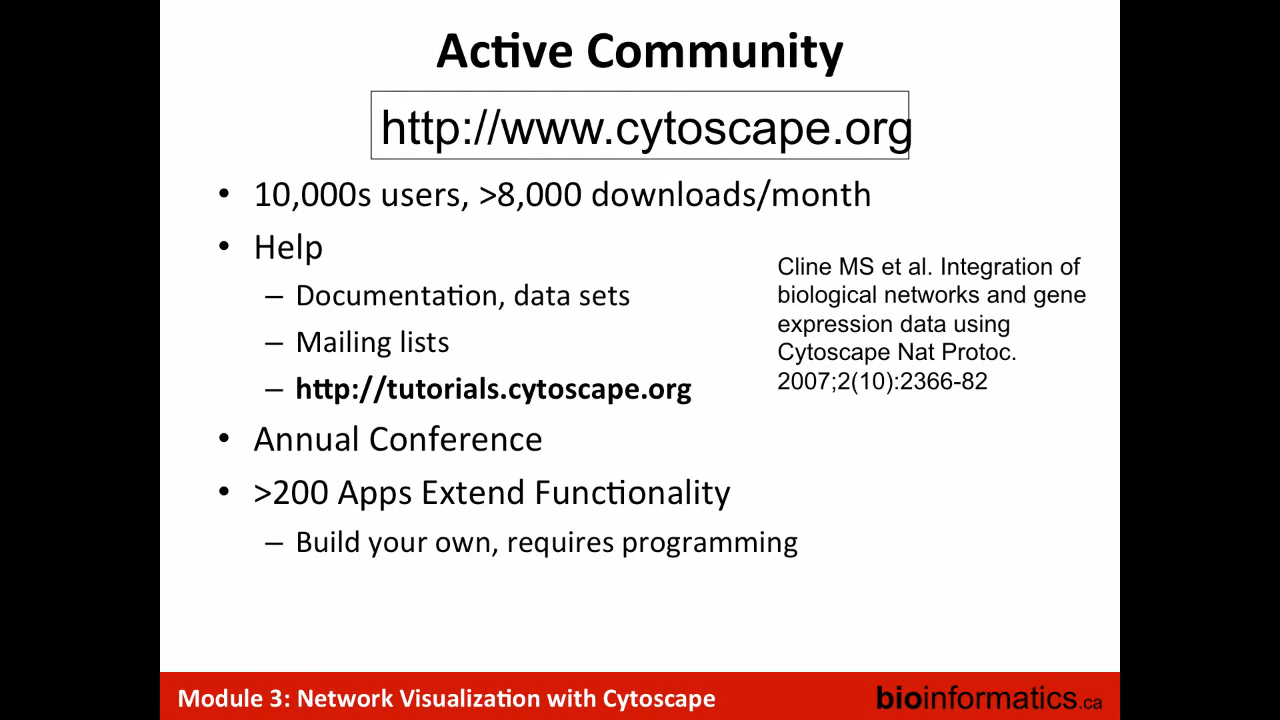 Active Community
http://www.cytoscape.org
• 10,000s users, >8,000 downloads/month
• Help
– Documentation, data sets
– Mailing lists
– http://tutorials.cytoscape.org
• Annual Conference
• >200 Apps Extend Functionality
– Build your own, requires programming
Cline MS et al. Integration of
biological networks and gene
expression data using
Cytoscape Nat Protoc.
2007;2(10):2366-82
Module 3: Network Visualization with Cytoscape
bioinformatics.ca